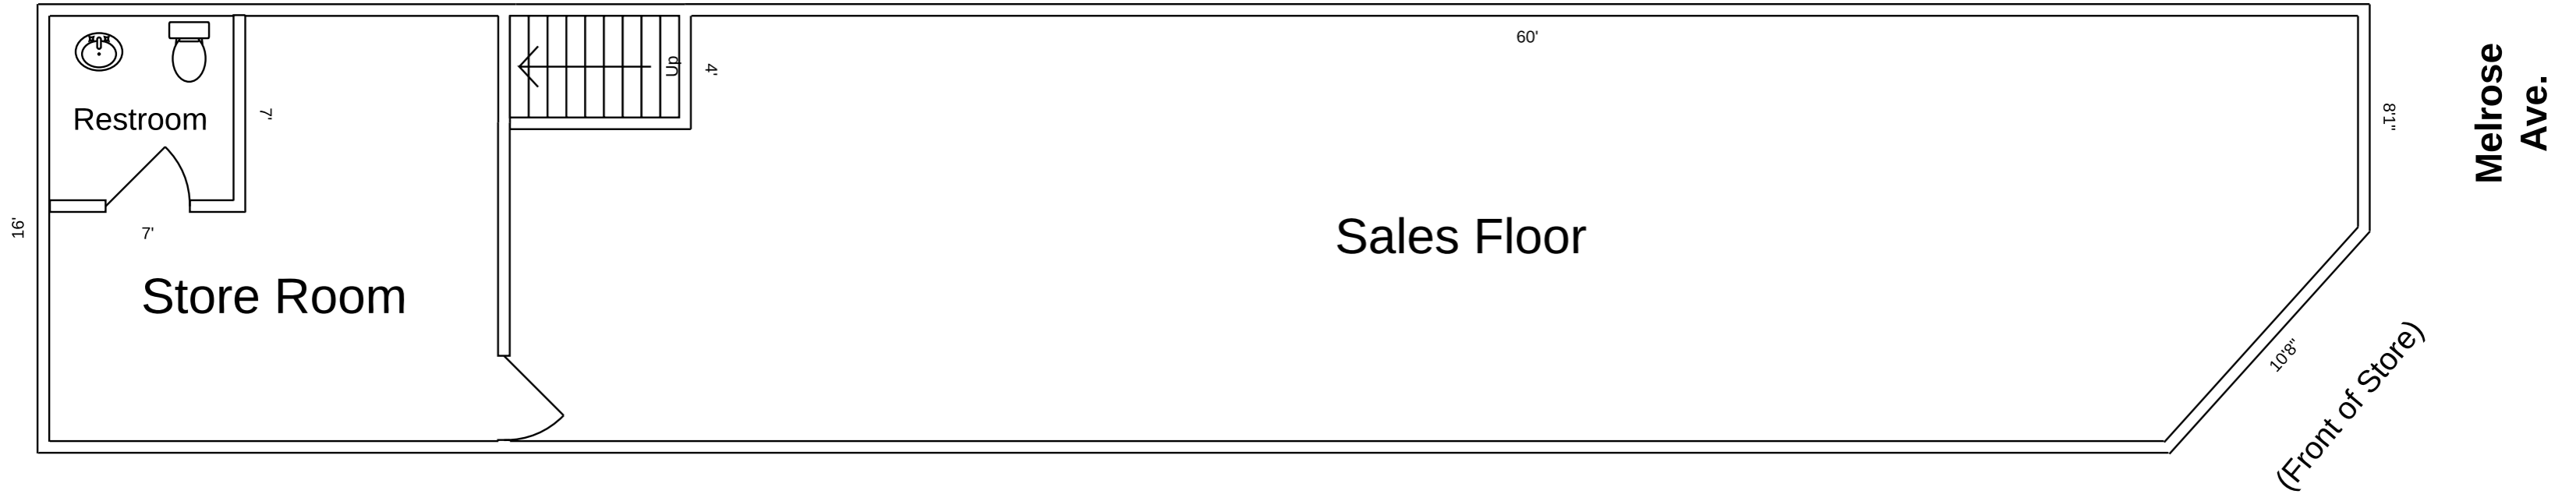 60'
Up
4'
Melrose
Ave.
8'1"
Restroom
7'
16'
7'
Sales Floor
Store Room
10'8"
(Front of Store)